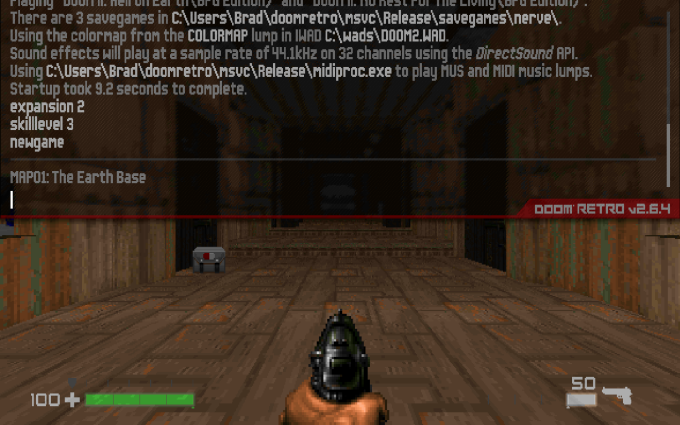 Playing "Doom II: Hell on Earth\(BFG Edition)" and "Doom II: No Rest For The Living\(BFG Edition)".
There are 3 savegames in C:\Users\Brad\doomretro\msvc\Release\savegames\nerve\.
Using the colormap from the COLORMAP lump in IWAD C:\wads\DOOM2.WAD.
Sound effects will play at a sample rate of 44.1kHz on 32 channels using the DirectSound API.
Using C:\Users\Brad\doomretro\msvc\Release\midiproc.exe to play MUS and MIDI music lumps.
Startup took 9.2 seconds to complete.
expansion 2
skilllevel 3
newgame
MAP01: The Earth Base
DOOM RETRO v2.6.4
100
50